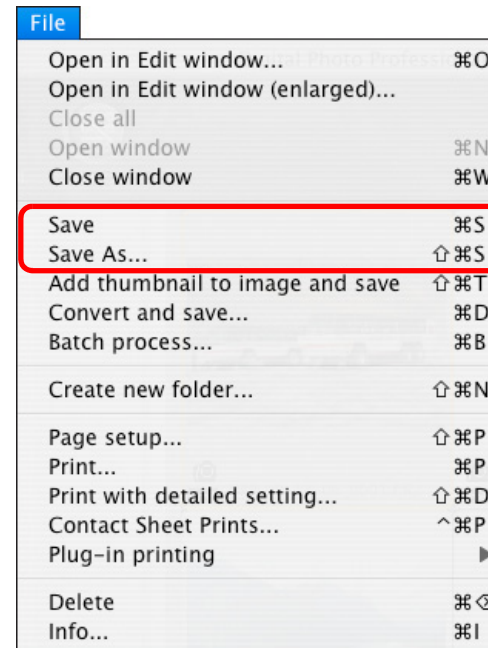 File
Open in Edit window... ⌘O
Open in Edit window (enlarged)...
Close all
Open window ⌘N
Close window ⌘W
Save ⌘S
Save As... ⇧⌘S
Add thumbnail to image and save ⇧⌘T
Convert and save... ⌘D
Batch process... ⌘B
Create new folder... ⇧⌘N
Page setup... ⇧⌘P
Print... ⌘P
Print with detailed setting... ⇧⌘D
Contact Sheet Prints... ^⌘P
Plug-in printing ▶
Delete ⌘⌫
Info... ⌘I